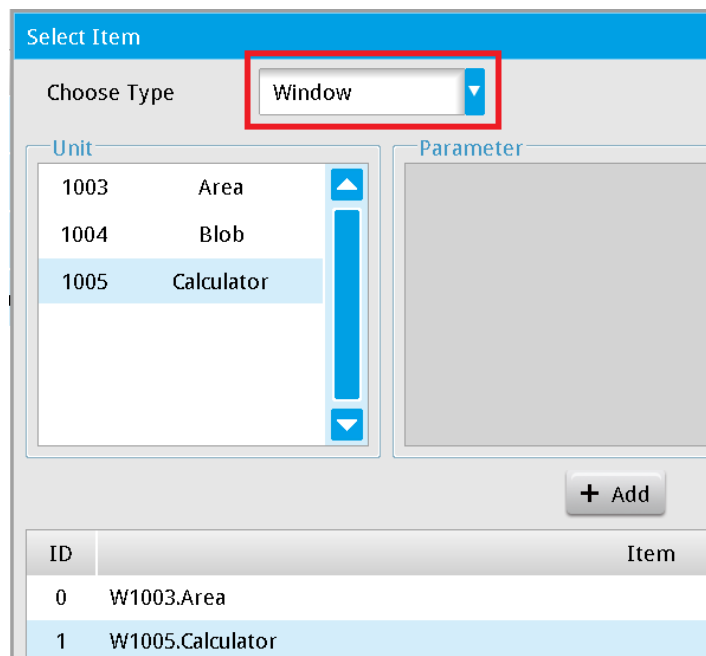 Select Item
Choose Type Window
Unit Parameter
1003 Area
1004 Blob
1005 Calculator
+ Add
ID Item
0 W1003.Area
1 W1005.Calculator